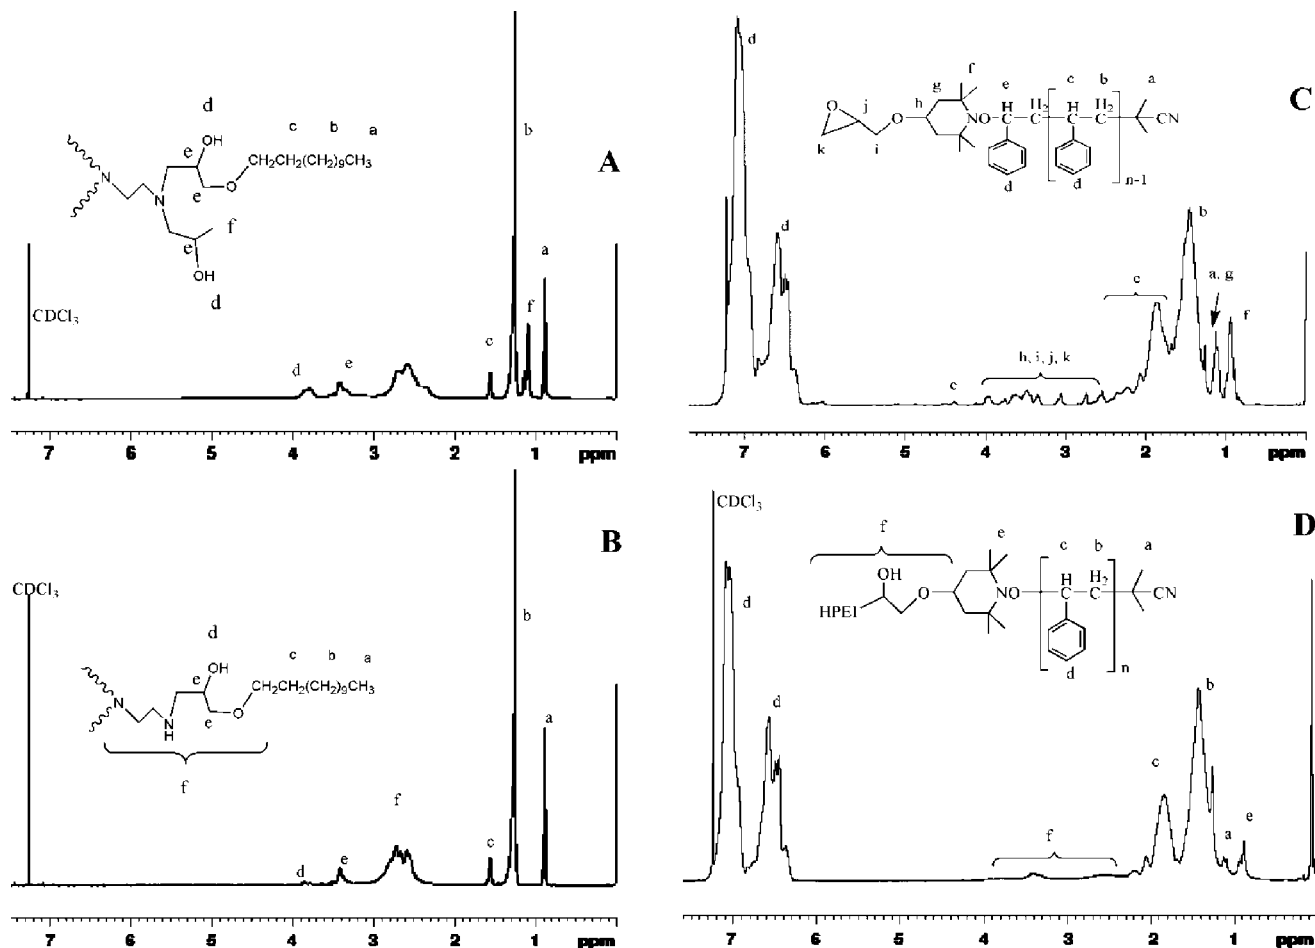 A
d
c b a
OH
e
CH₂CH₂(CH₂)₉CH₃
O
e
N
N
f
e
OH
d
CDCl₃
b
a
f
c
d e
7 6 5 4 3 2 1 ppm
B
CDCl₃
d
c b a
OH
e
CH₂CH₂(CH₂)₉CH₃
N
N
H
e
O
f
b
a
f
c
d e
7 6 5 4 3 2 1 ppm
C
d
f
e c b a
g
j h
O
H H₂ H H₂
O NO CN
k i
d d n-1
d
b
a, g
c
f
h, i, j, k
c
7 6 5 4 3 2 1 ppm
D
CDCl₃
f e
c b a
OH
H H₂
HPEI O NO CN
d n
d
d
b
c
e
a
f
7 6 5 4 3 2 1 ppm